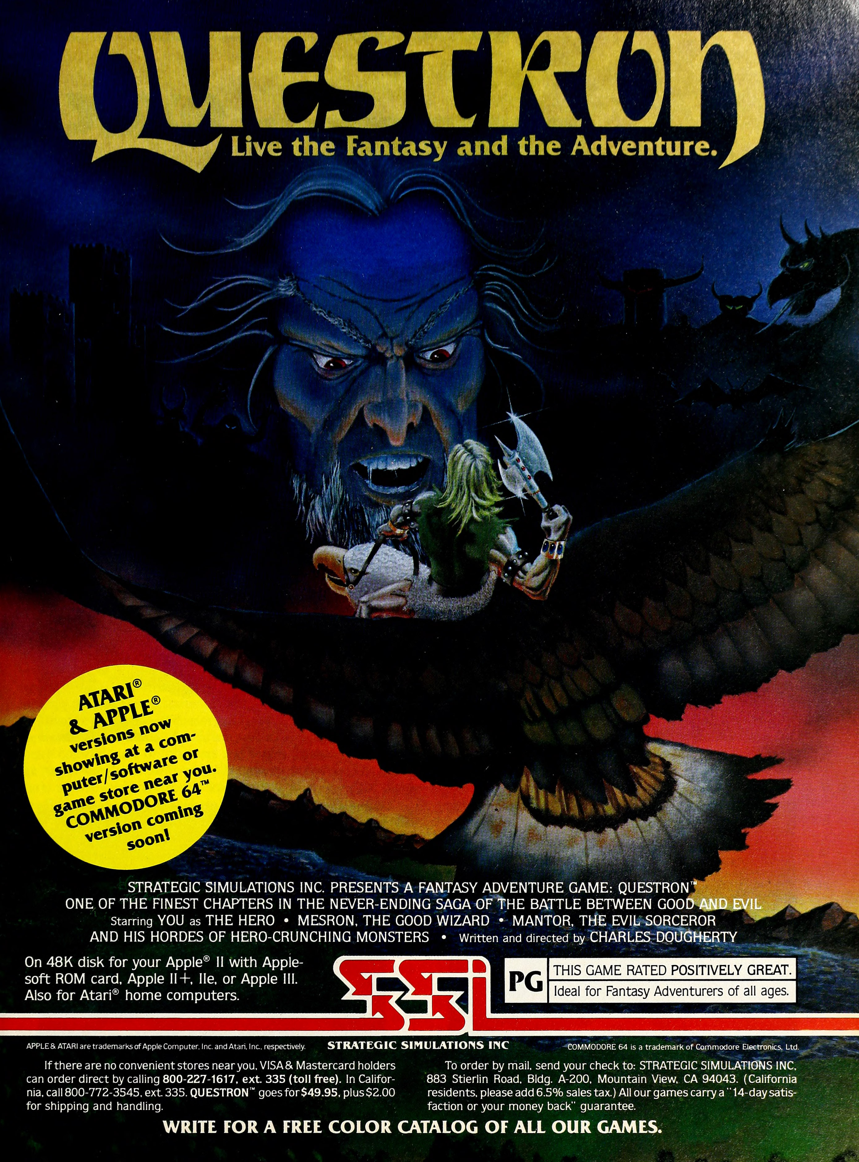 QUESTRON
Live the Fantasy and the Adventure.
ATARI®
& APPLE®
versions now
showing at a com-
puter/software or
game store near you.
COMMODORE 64™
version coming
soon!
STRATEGIC SIMULATIONS INC. PRESENTS A FANTASY ADVENTURE GAME: QUESTRON™
ONE OF THE FINEST CHAPTERS IN THE NEVER-ENDING SAGA OF THE BATTLE BETWEEN GOOD AND EVIL
Starring YOU as THE HERO • MESRON, THE GOOD WIZARD • MANTOR, THE EVIL SORCEROR
AND HIS HORDES OF HERO-CRUNCHING MONSTERS • Written and directed by CHARLES DOUGHERTY
On 48K disk for your Apple® II with Apple-
soft ROM card, Apple II+, IIe, or Apple III.
Also for Atari® home computers.
SSI
PG
THIS GAME RATED POSITIVELY GREAT.
Ideal for Fantasy Adventurers of all ages.
APPLE & ATARI are trademarks of Apple Computer, Inc. and Atari, Inc., respectively.
STRATEGIC SIMULATIONS INC
COMMODORE 64 is a trademark of Commodore Electronics, Ltd.
If there are no convenient stores near you, VISA & Mastercard holders
can order direct by calling 800-227-1617, ext. 335 (toll free). In Califor-
nia, call 800-772-3545, ext. 335. QUESTRON™ goes for $49.95, plus $2.00
for shipping and handling.
To order by mail, send your check to: STRATEGIC SIMULATIONS INC,
883 Stierlin Road, Bldg. A-200, Mountain View, CA 94043. (California
residents, please add 6.5% sales tax.) All our games carry a "14-day satis-
faction or your money back" guarantee.
WRITE FOR A FREE COLOR CATALOG OF ALL OUR GAMES.